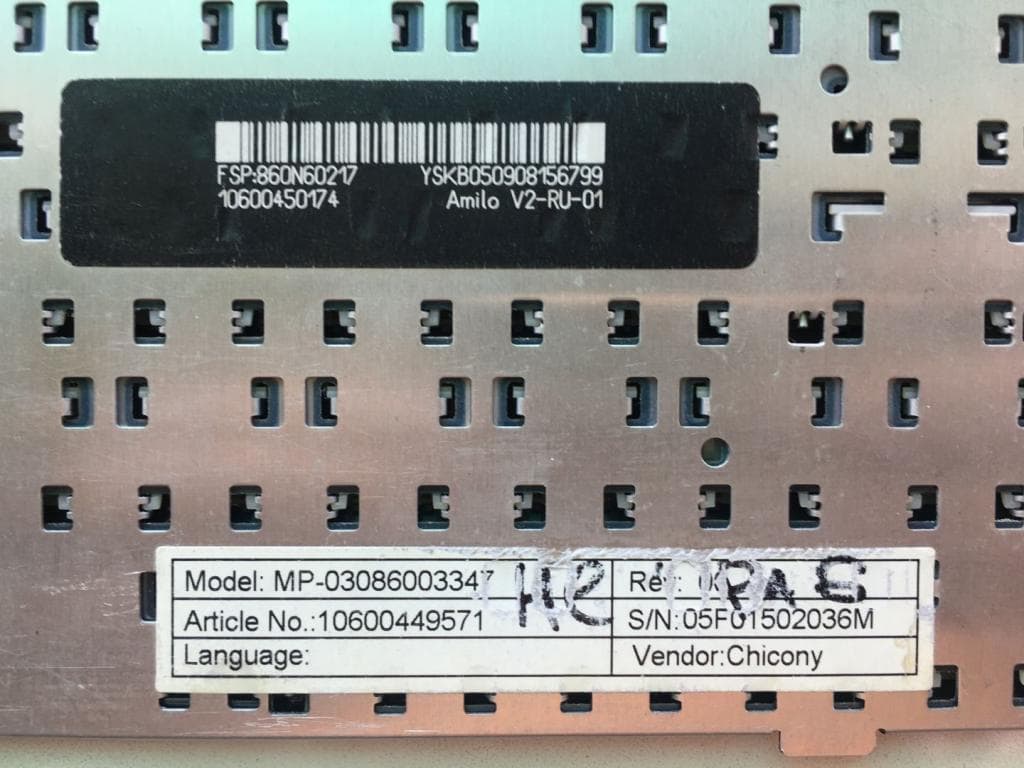 FSP:860N60217 YSKB050908156799
10600450174 Amilo V2-RU-01
Model: MP-03086003347 Rev:
Article No.:10600449571 S/N:05F01502036M
Language: Vendor:Chicony